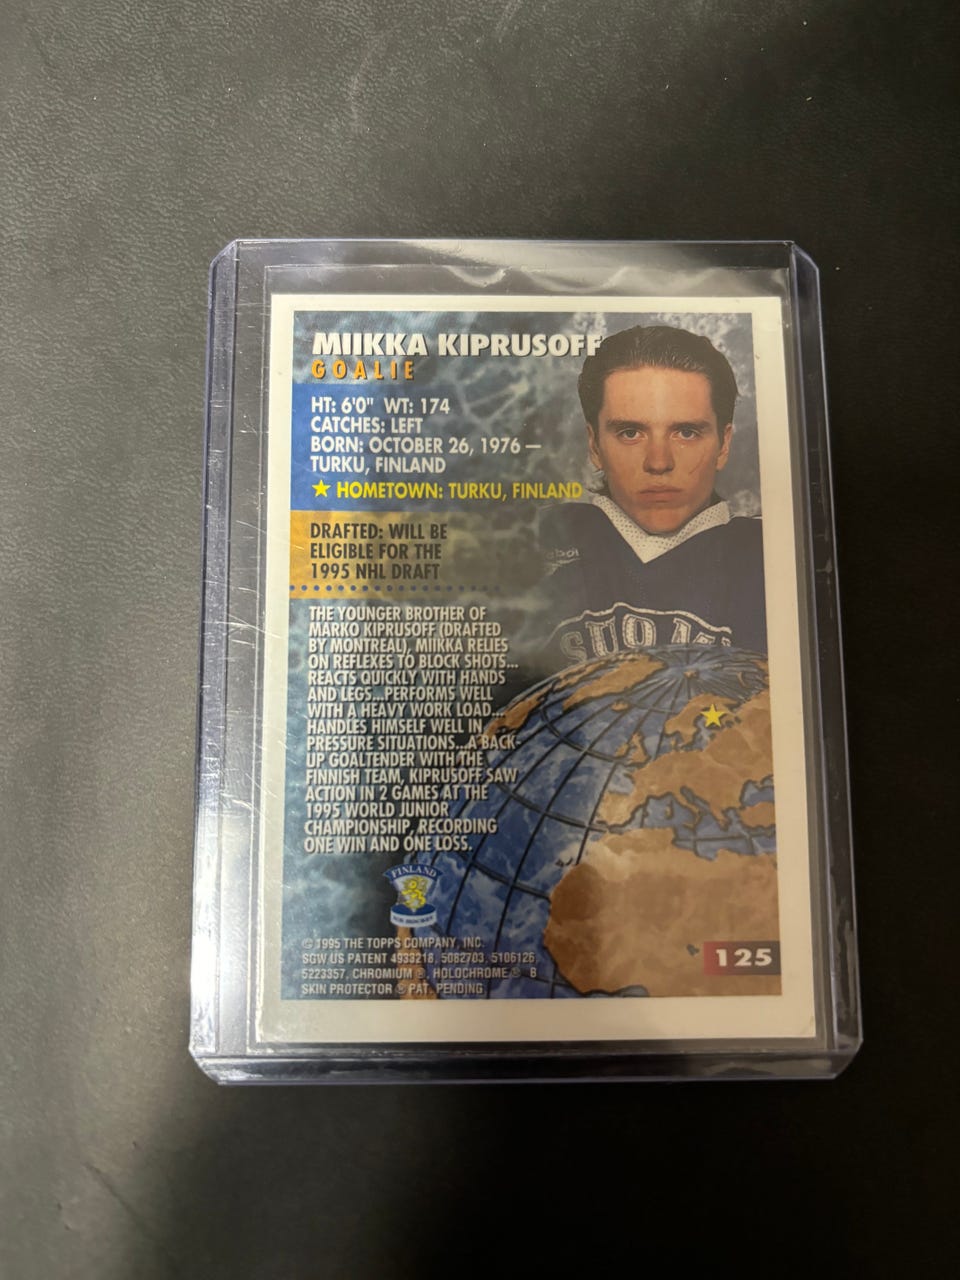 MIIKKA KIPRUSOFF
GOALIE
HT: 6'0" WT: 174
CATCHES: LEFT
BORN: OCTOBER 26, 1976 —
TURKU, FINLAND
★ HOMETOWN: TURKU, FINLAND
DRAFTED: WILL BE
ELIGIBLE FOR THE
1995 NHL DRAFT
THE YOUNGER BROTHER OF
MARKO KIPRUSOFF (DRAFTED
BY MONTREAL), MIIKKA RELIES
ON REFLEXES TO BLOCK SHOTS...
REACTS QUICKLY WITH HANDS
AND LEGS...PERFORMS WELL
WITH A HEAVY WORK LOAD...
HANDLES HIMSELF WELL IN
PRESSURE SITUATIONS...A BACK-
UP GOALTENDER WITH THE
FINNISH TEAM, KIPRUSOFF SAW
ACTION IN 2 GAMES AT THE
1995 WORLD JUNIOR
CHAMPIONSHIP, RECORDING
ONE WIN AND ONE LOSS.
SUOMI
FINLAND
ICE HOCKEY
© 1995 THE TOPPS COMPANY, INC.
SGW US PATENT 4933218, 5082703, 5106126,
5223357, CHROMIUM ®, HOLOCHROME ® B
SKIN PROTECTOR ® PAT. PENDING
125